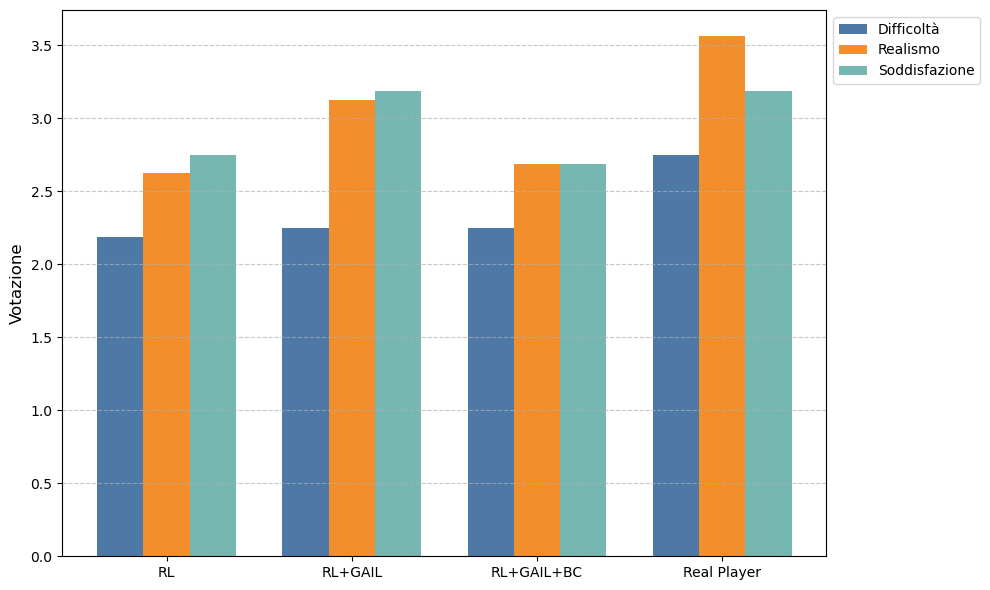 Difficoltà
Realismo
Soddisfazione
Votazione
3.5
3.0
2.5
2.0
1.5
1.0
0.5
0.0
RL
RL+GAIL
RL+GAIL+BC
Real Player